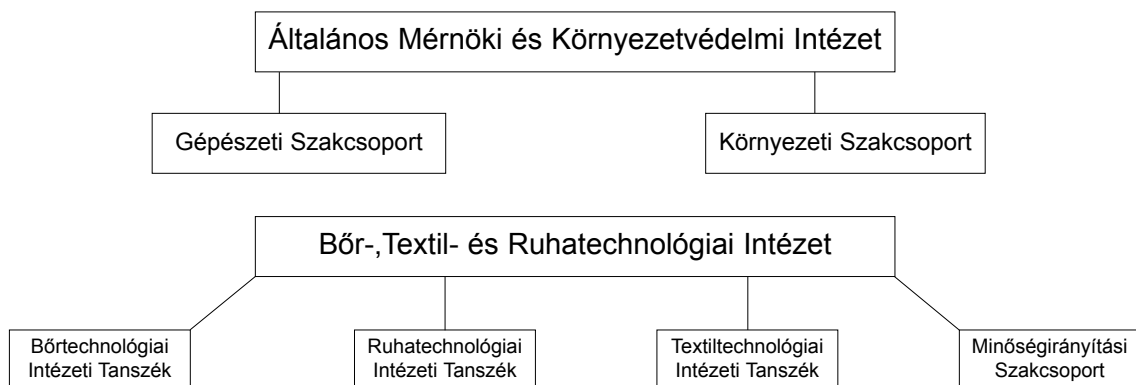 Általános Mérnöki és Környezetvédelmi Intézet
Gépészeti Szakcsoport
Környezeti Szakcsoport
Bőr-,Textil- és Ruhatechnológiai Intézet
Bőrtechnológiai
Intézeti Tanszék
Ruhatechnológiai
Intézeti Tanszék
Textiltechnológiai
Intézeti Tanszék
Minőségirányítási
Szakcsoport